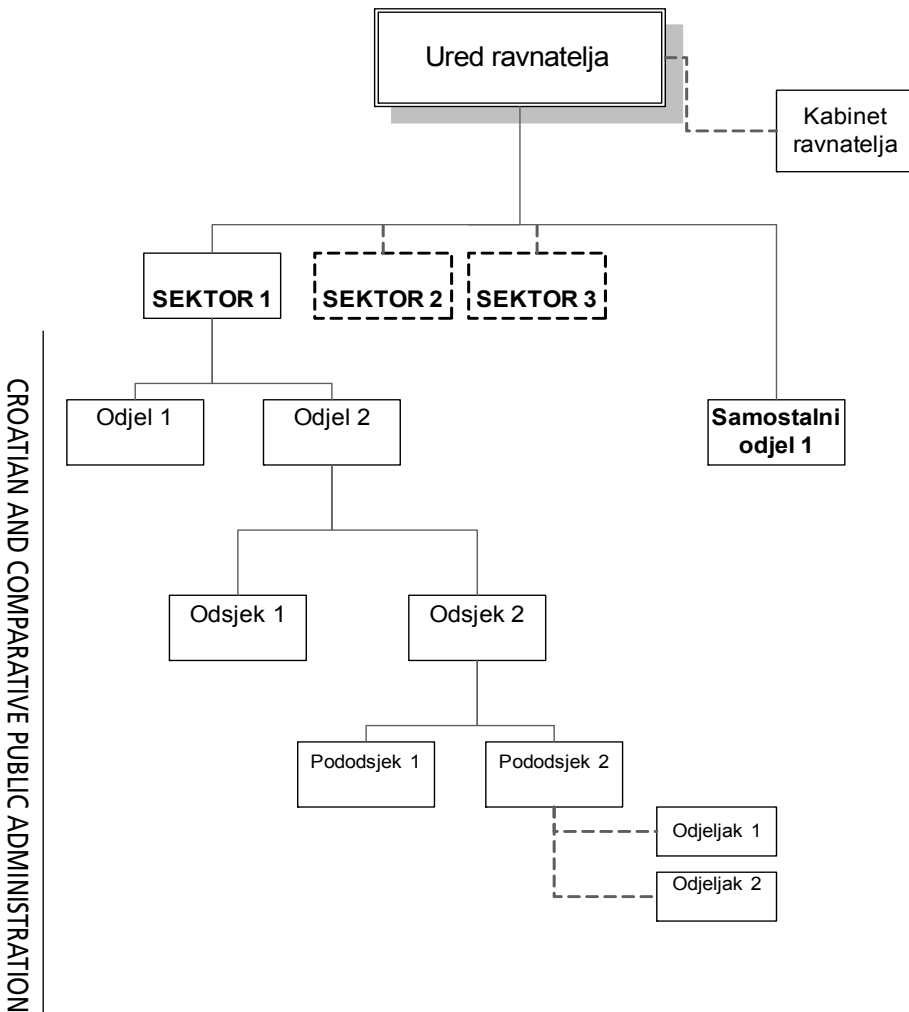 Ured ravnatelja
Kabinet
ravnatelja
SEKTOR 1
SEKTOR 2
SEKTOR 3
Odjel 1
Odjel 2
Samostalni
odjel 1
Odsjek 1
Odsjek 2
Pododsjek 1
Pododsjek 2
Odjeljak 1
Odjeljak 2
CROATIAN AND COMPARATIVE PUBLIC ADMINISTRATION